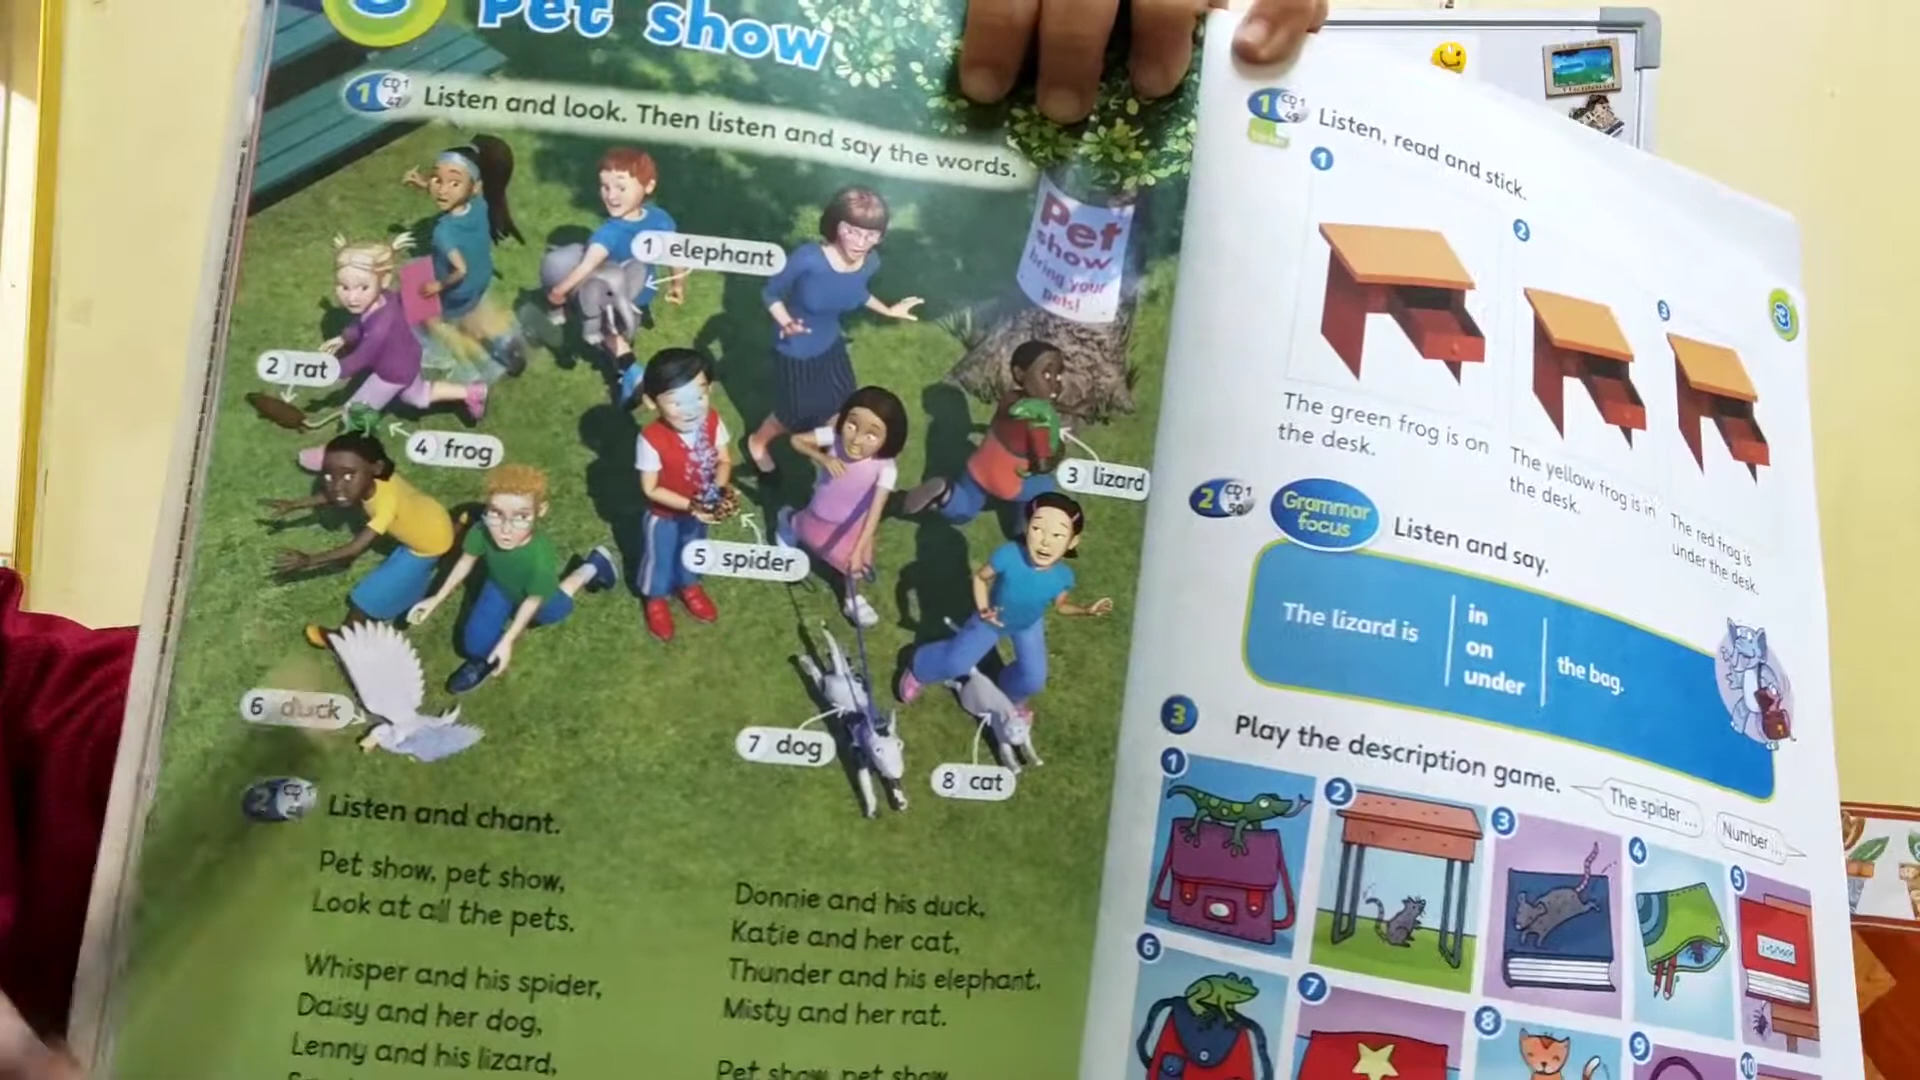 Pet show
1 CD1 47 Listen and look. Then listen and say the words.
1 elephant
Pet
show
bring your
pets!
2 rat
4 frog
3 lizard
5 spider
6 duck
7 dog
8 cat
2 CD1 Listen and chant.
Pet show, pet show,
Look at all the pets.
Whisper and his spider,
Daisy and her dog,
Lenny and his lizard,
Donnie and his duck,
Katie and her cat,
Thunder and his elephant,
Misty and her rat.
Pet show, pet show
1 CD1 49 Listen, read and stick.
1
2
3
The green frog is on
the desk.
The yellow frog is in
the desk.
The red frog is
under the desk.
2 CD1 50 Grammar
focus
Listen and say.
The lizard is
in
on
under
the bag.
3 Play the description game.
The spider ...
Number ...
1
2
3
4
5
6
7
8
9
10